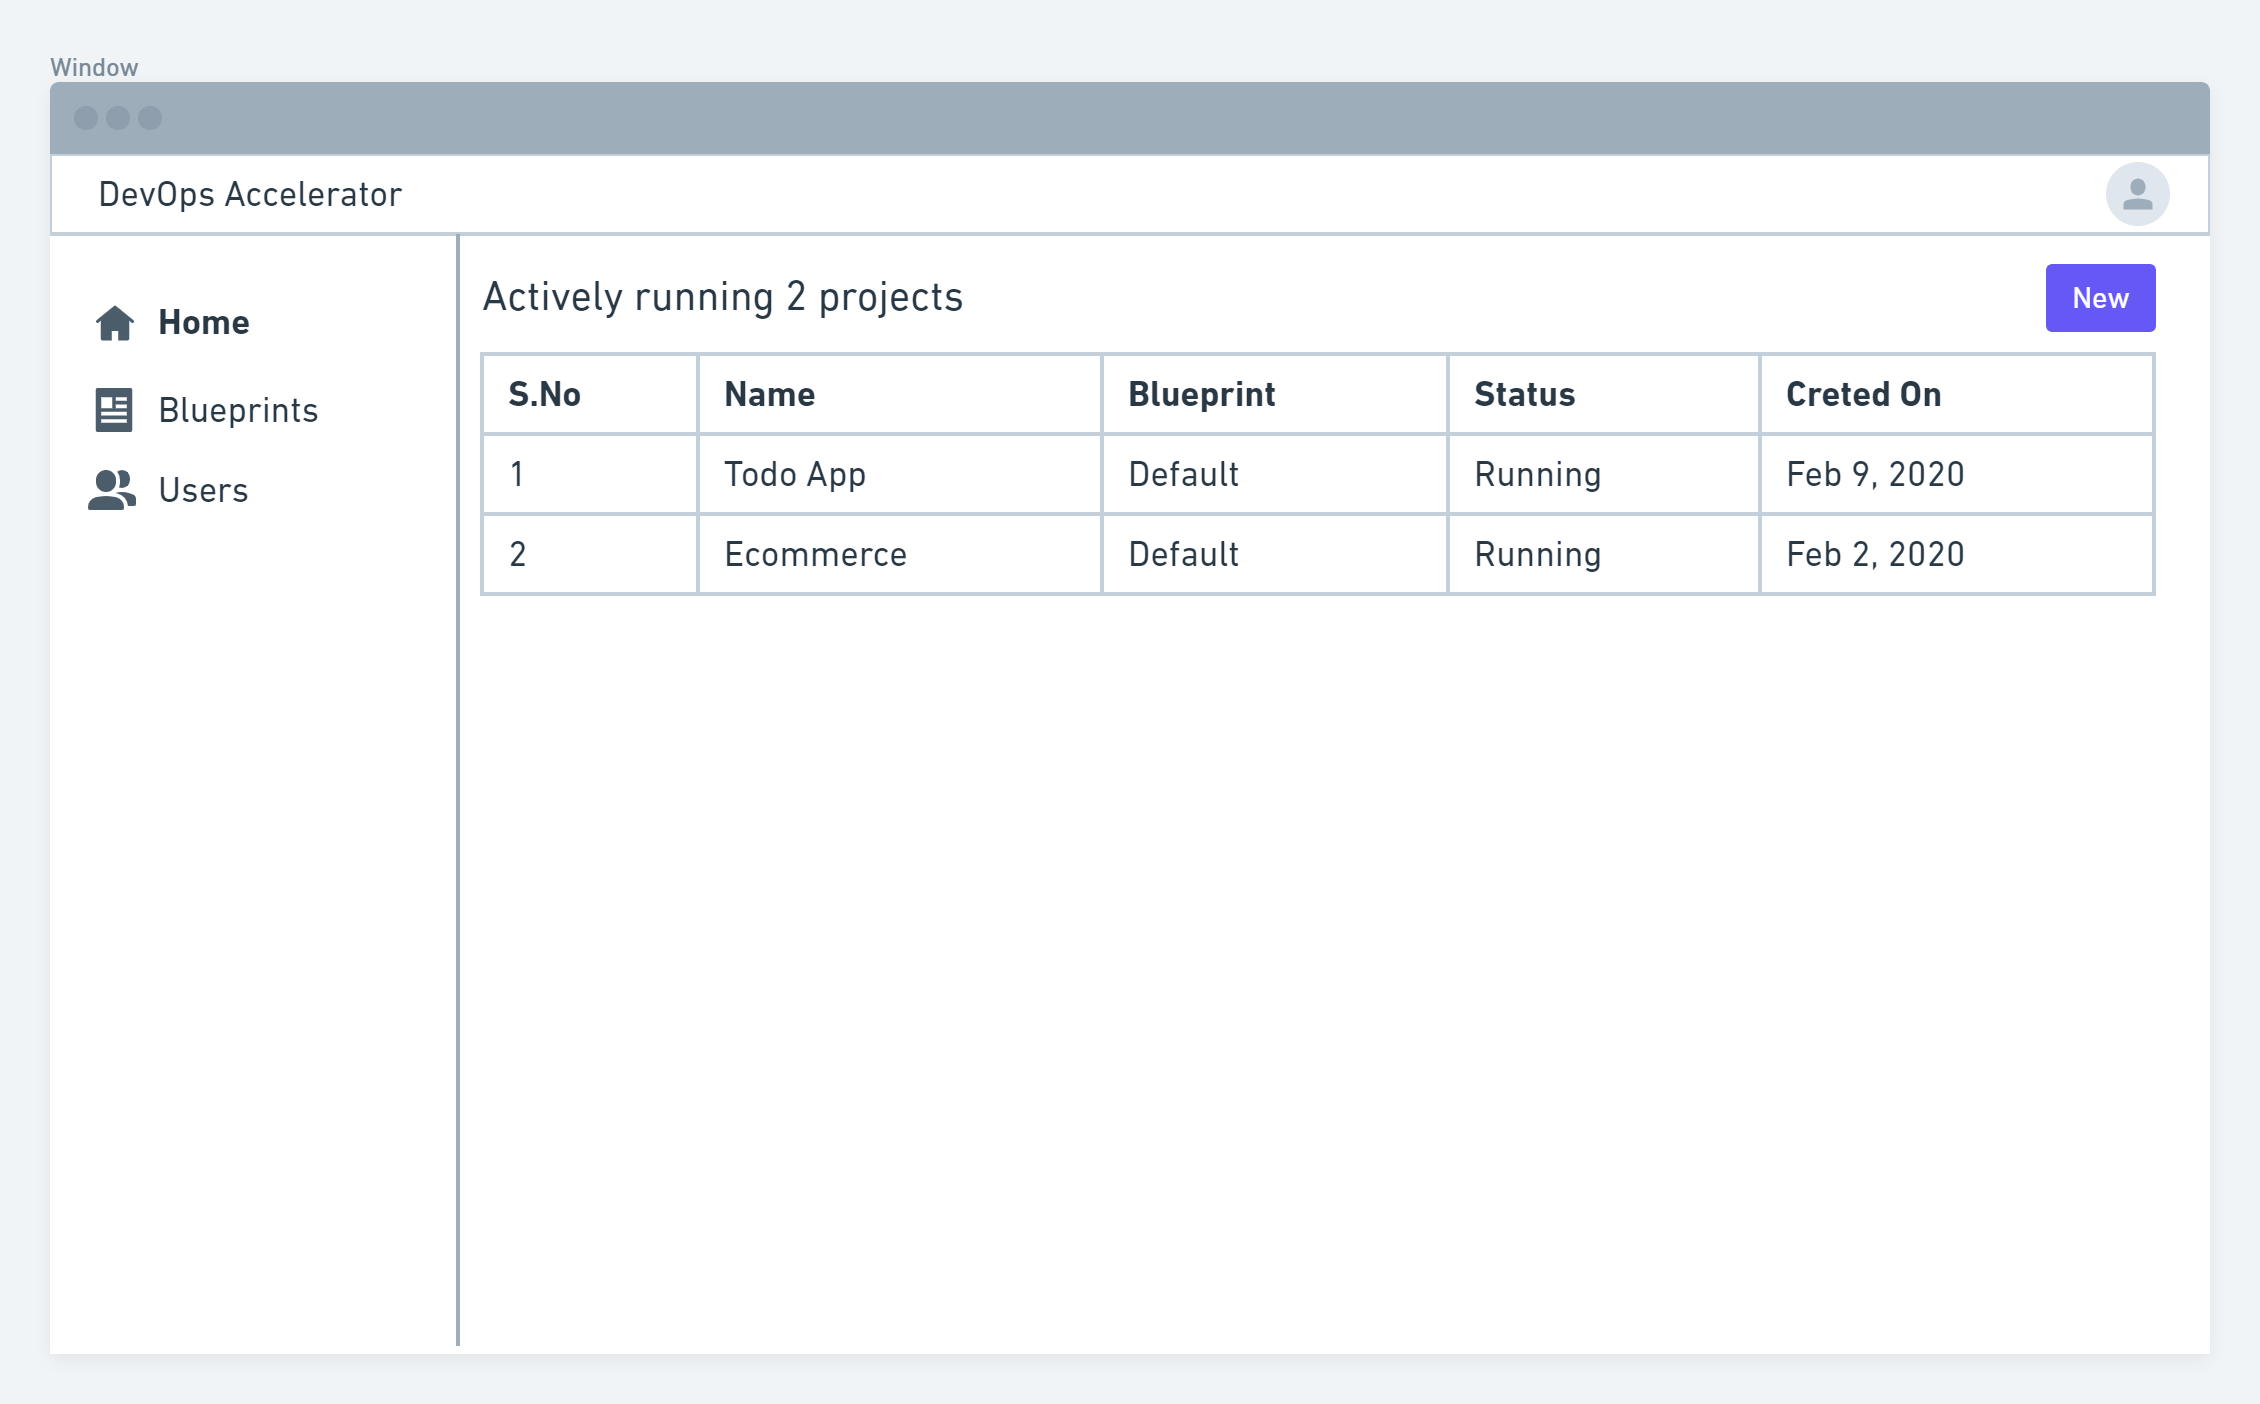 Window
DevOps Accelerator
Home
Blueprints
Users
Actively running 2 projects
New
S.No Name Blueprint Status Creted On
1 Todo App Default Running Feb 9, 2020
2 Ecommerce Default Running Feb 2, 2020